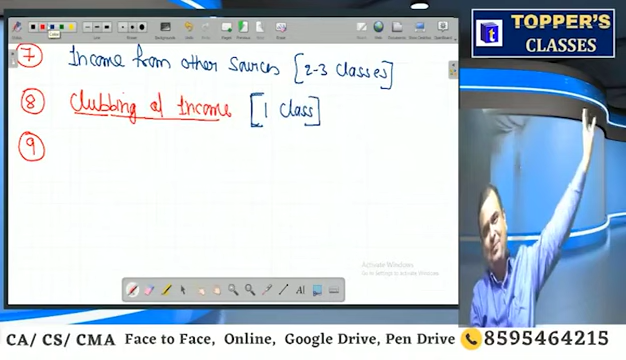 TOPPER'S
CLASSES
7 Income from other sources [2-3 classes]
8 Clubbing of Income [1 class]
9
Activate Windows
Go to Settings to activate Windows.
CA/ CS/ CMA Face to Face, Online, Google Drive, Pen Drive 8595464215